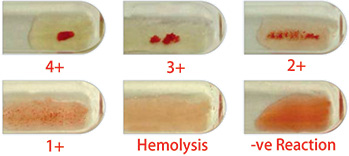 4+ 3+ 2+
1+ Hemolysis -ve Reaction